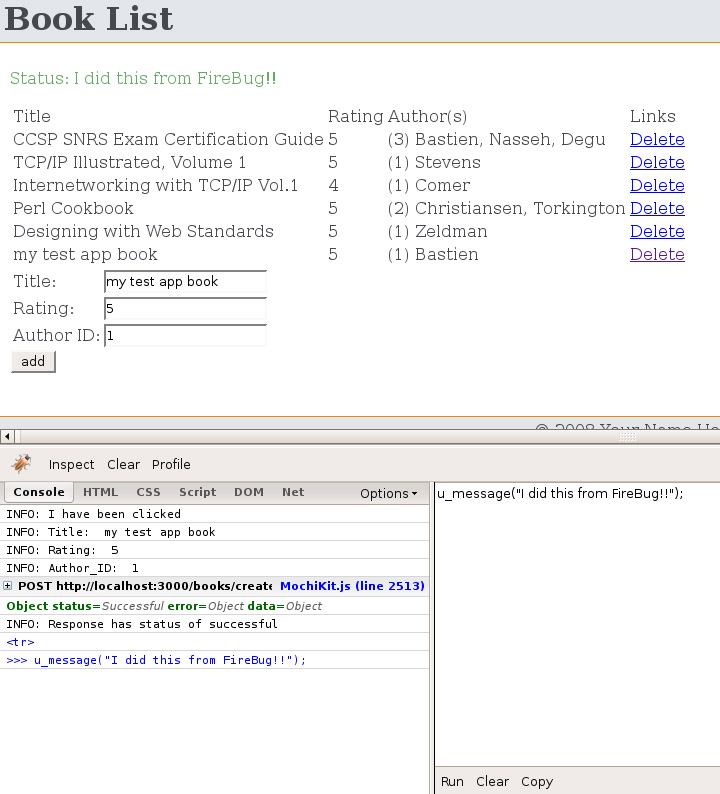 Book List
Status: I did this from FireBug!!
Title Rating Author(s) Links
CCSP SNRS Exam Certification Guide 5 (3) Bastien, Nasseh, Degu Delete
TCP/IP Illustrated, Volume 1 5 (1) Stevens Delete
Internetworking with TCP/IP Vol.1 4 (1) Comer Delete
Perl Cookbook 5 (2) Christiansen, Torkington Delete
Designing with Web Standards 5 (1) Zeldman Delete
my test app book 5 (1) Bastien Delete
Title: my test app book
Rating: 5
Author ID: 1
add
© 2008 Your Name He
Inspect Clear Profile
Console HTML CSS Script DOM Net Options
INFO: I have been clicked
INFO: Title: my test app book
INFO: Rating: 5
INFO: Author_ID: 1
POST http://localhost:3000/books/create MochiKit.js (line 2513)
Object status=Successful error=Object data=Object
INFO: Response has status of successful
<tr>
>>> u_message("I did this from FireBug!!");
u_message("I did this from FireBug!!");
Run Clear Copy